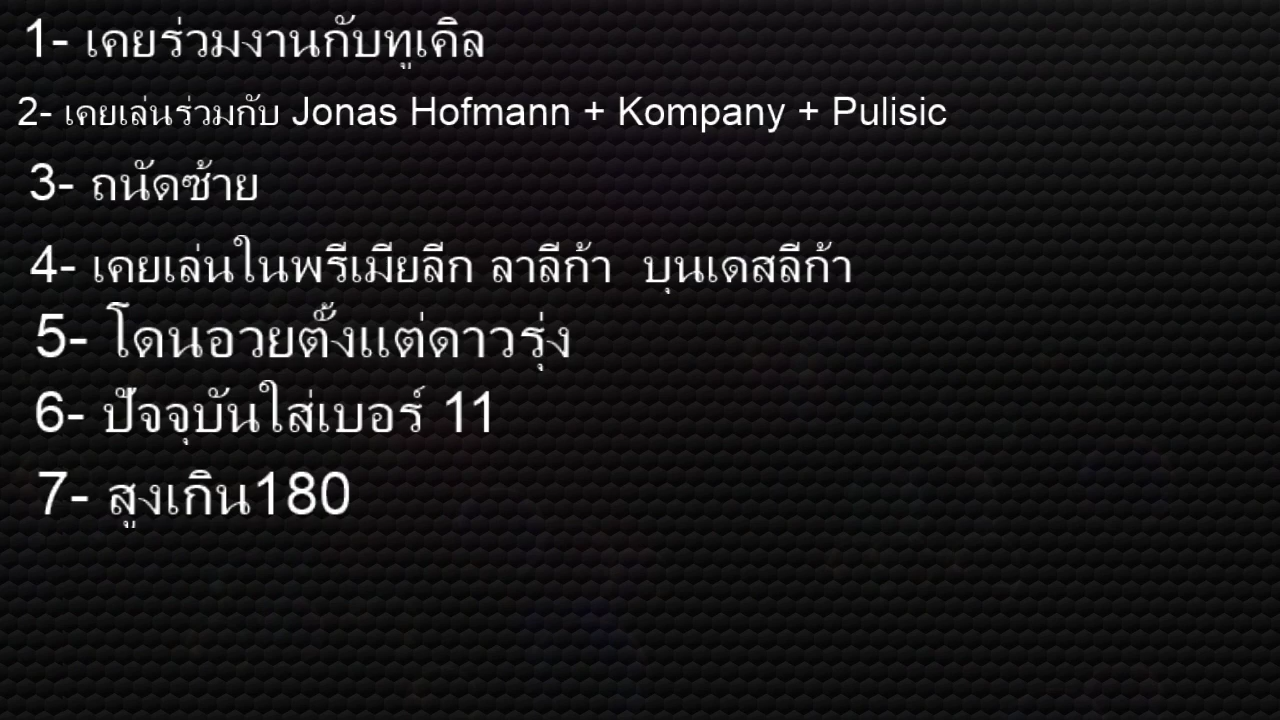 1- เคยร่วมงานกับทูเคิล
2- เคยเล่นร่วมกับ Jonas Hofmann + Kompany + Pulisic
3- ถนัดซ้าย
4- เคยเล่นในพรีเมียลีก ลาลีก้า บุนเดสลีก้า
5- โดนอวยตั้งแต่ดาวรุ่ง
6- ปัจจุบันใส่เบอร์ 11
7- สูงเกิน180